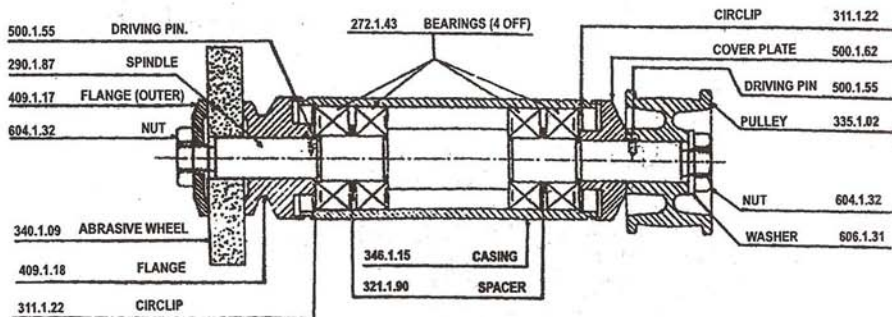 272.1.43 BEARINGS (4 OFF)
CIRCLIP 311.1.22
500.1.55 DRIVING PIN.
COVER PLATE 500.1.62
290.1.87 SPINDLE
409.1.17 FLANGE (OUTER)
DRIVING PIN 500.1.55
604.1.32 NUT
PULLEY 335.1.02
NUT 604.1.32
340.1.09 ABRASIVE WHEEL
WASHER 606.1.31
346.1.15 CASING
409.1.18 FLANGE
321.1.90 SPACER
311.1.22 CIRCLIP